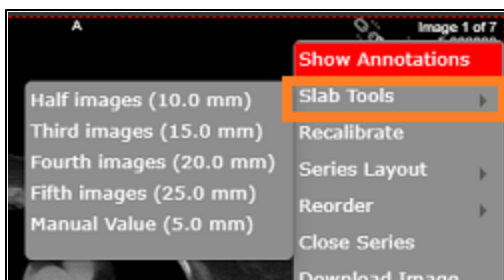 A
Image 1 of 7
Show Annotations
Slab Tools
Half images (10.0 mm)
Third images (15.0 mm)
Fourth images (20.0 mm)
Fifth images (25.0 mm)
Manual Value (5.0 mm)
Recalibrate
Series Layout
Reorder
Close Series
Download Image